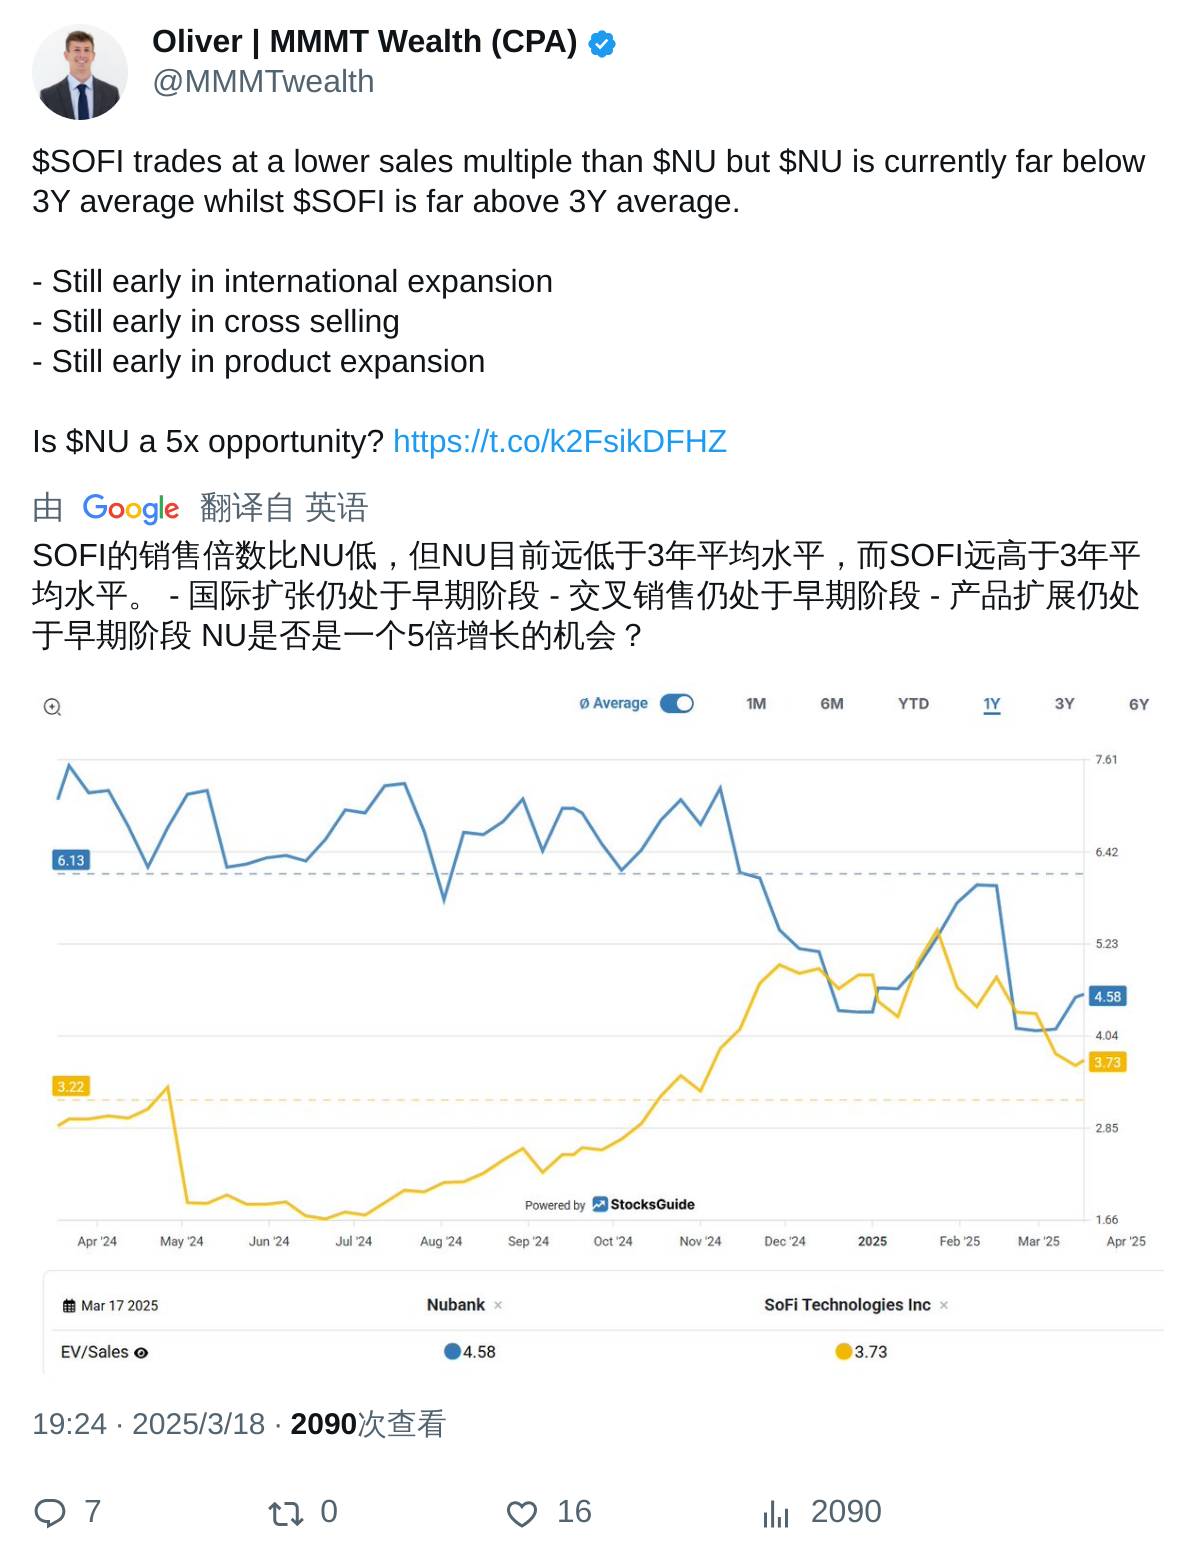 Oliver | MMMT Wealth (CPA)
@MMMTwealth
$SOFI trades at a lower sales multiple than $NU but $NU is currently far below
3Y average whilst $SOFI is far above 3Y average.
- Still early in international expansion
- Still early in cross selling
- Still early in product expansion
Is $NU a 5x opportunity? https://t.co/k2FsikDFHZ
由 Google 翻译自 英语
SOFI的销售倍数比NU低，但NU目前远低于3年平均水平，而SOFI远高于3年平
均水平。 - 国际扩张仍处于早期阶段 - 交叉销售仍处于早期阶段 - 产品扩展仍处
于早期阶段 NU是否是一个5倍增长的机会？
Ø Average 1M 6M YTD 1Y 3Y 6Y
7.61
6.42
6.13
5.23
4.58
4.04
3.73
3.22
2.85
Powered by StocksGuide
1.66
Apr '24 May '24 Jun '24 Jul '24 Aug '24 Sep '24 Oct '24 Nov '24 Dec '24 2025 Feb '25 Mar '25 Apr '25
Mar 17 2025 Nubank × SoFi Technologies Inc ×
EV/Sales 4.58 3.73
19:24 · 2025/3/18 · 2090次查看
7 0 16 2090